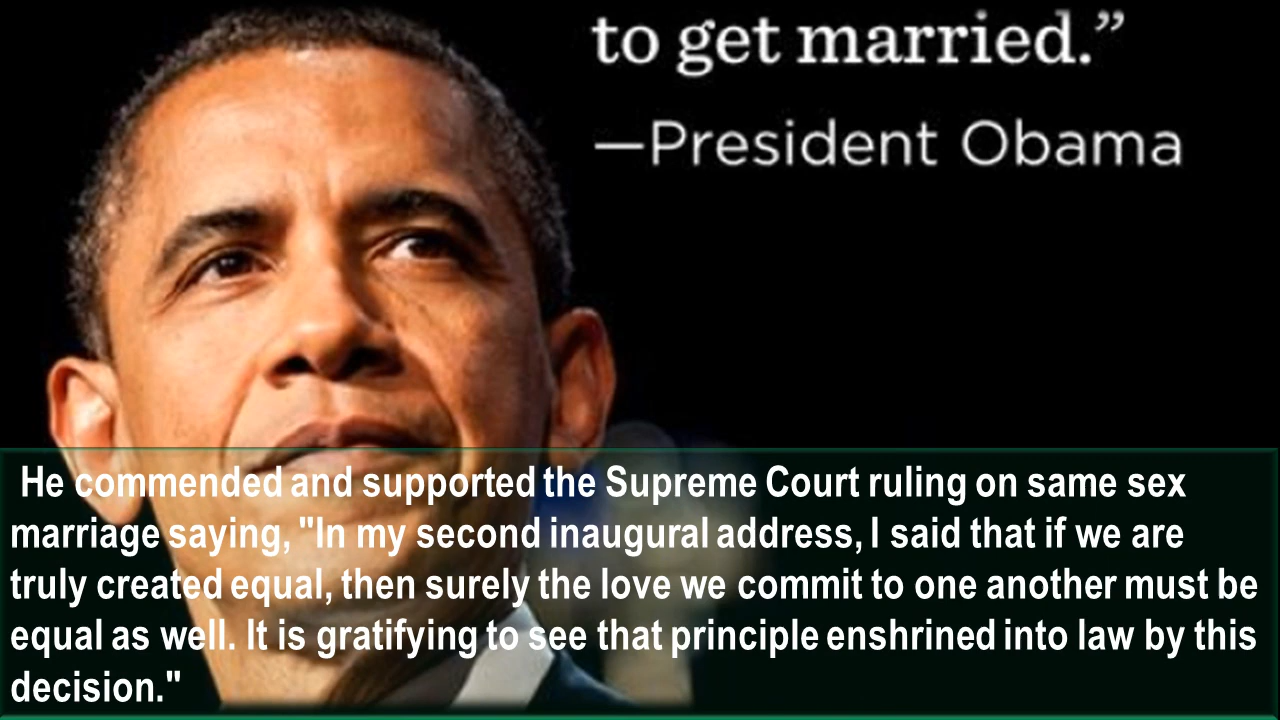 to get married.”
—President Obama
He commended and supported the Supreme Court ruling on same sex
marriage saying, "In my second inaugural address, I said that if we are
truly created equal, then surely the love we commit to one another must be
equal as well. It is gratifying to see that principle enshrined into law by this
decision."